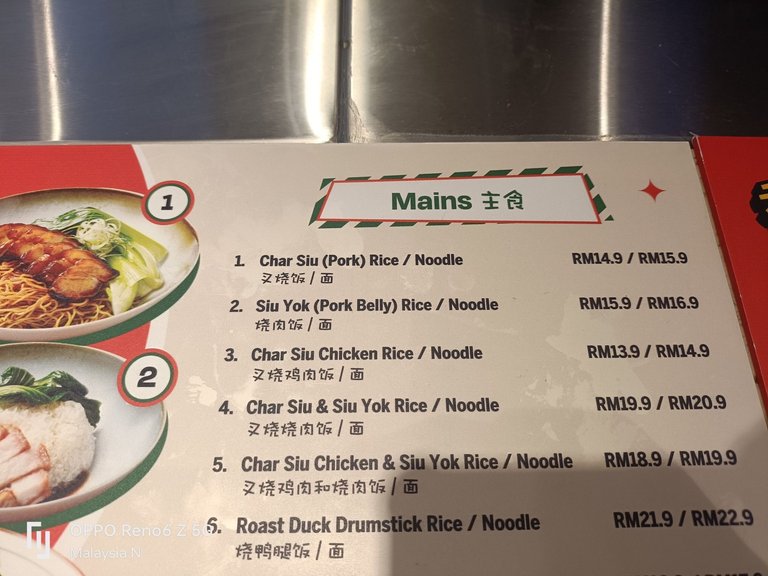 Mains 主食
1
1. Char Siu (Pork) Rice / Noodle RM14.9 / RM15.9
叉烧饭 / 面
2. Siu Yok (Pork Belly) Rice / Noodle RM15.9 / RM16.9
烧肉饭 / 面
3. Char Siu Chicken Rice / Noodle RM13.9 / RM14.9
叉烧鸡肉饭 / 面
2
4. Char Siu & Siu Yok Rice / Noodle RM19.9 / RM20.9
叉烧烧肉饭 / 面
5. Char Siu Chicken & Siu Yok Rice / Noodle RM18.9 / RM19.9
叉烧鸡肉和烧肉饭 / 面
6. Roast Duck Drumstick Rice / Noodle RM21.9 / RM22.9
烧鸭腿饭 / 面
OPPO Reno6 Z 5G
Malaysia.N